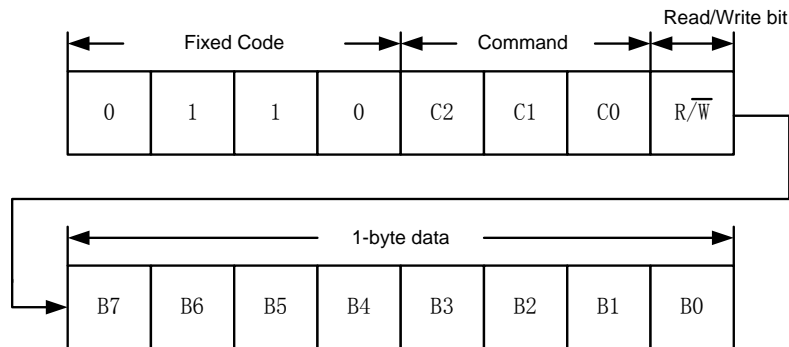 Read/Write bit
Fixed Code Command
0 1 1 0 C2 C1 C0 R/W̅
1-byte data
B7 B6 B5 B4 B3 B2 B1 B0